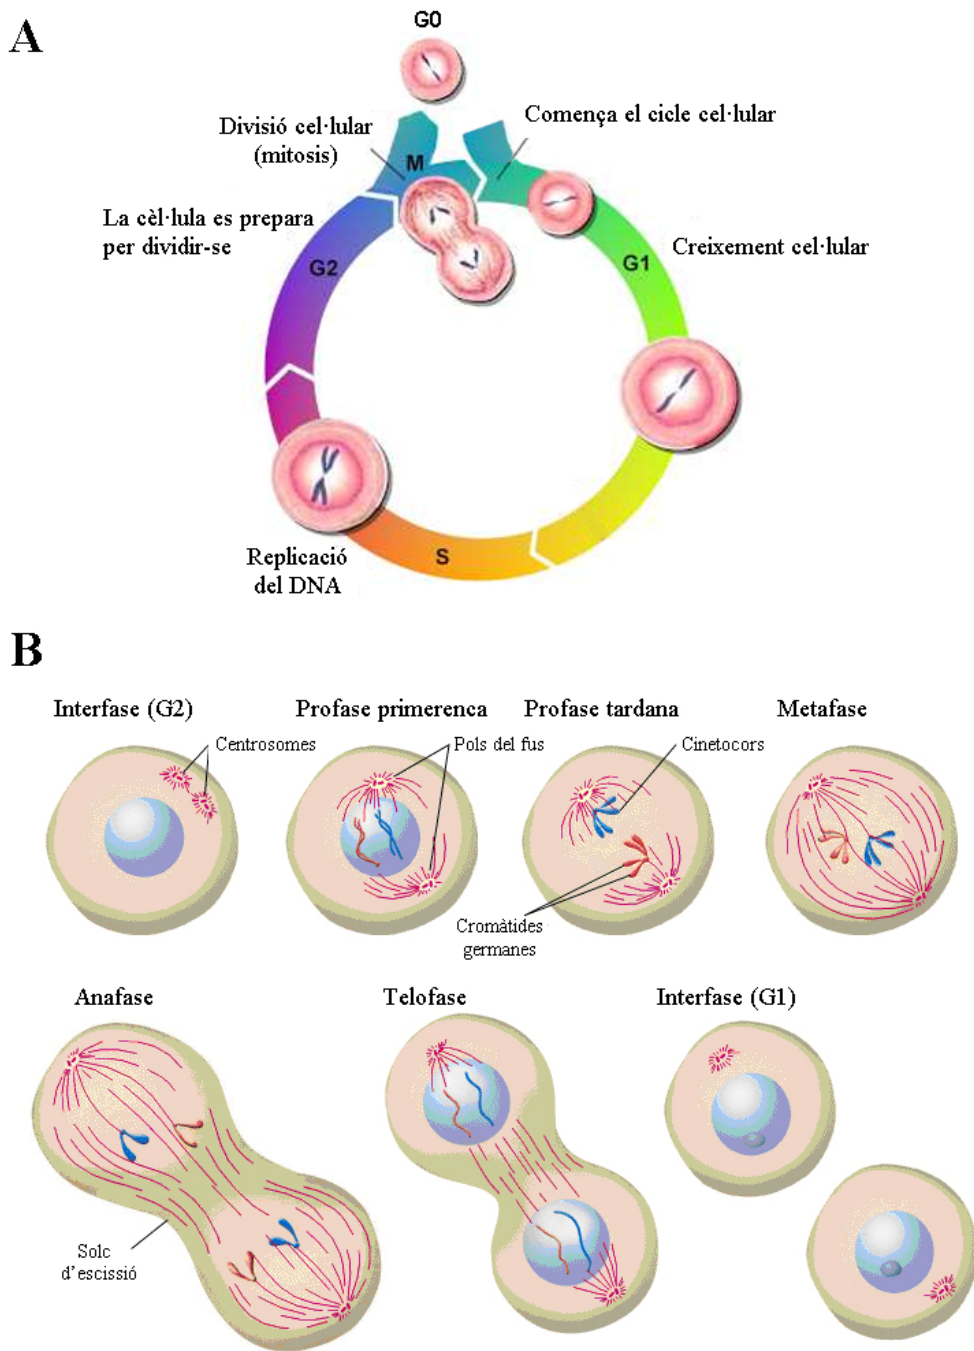 A
G0
Comença el cicle cel·lular
Divisió cel·lular
(mitosis)
M
La cèl·lula es prepara
per dividir-se
G2
G1
Creixement cel·lular
S
Replicació
del DNA
B
Interfase (G2)
Profase primerenca
Profase tardana
Metafase
Centrosomes
Pols del fus
Cinetocors
Cromàtides
germanes
Anafase
Telofase
Interfase (G1)
Solc
d’escissió